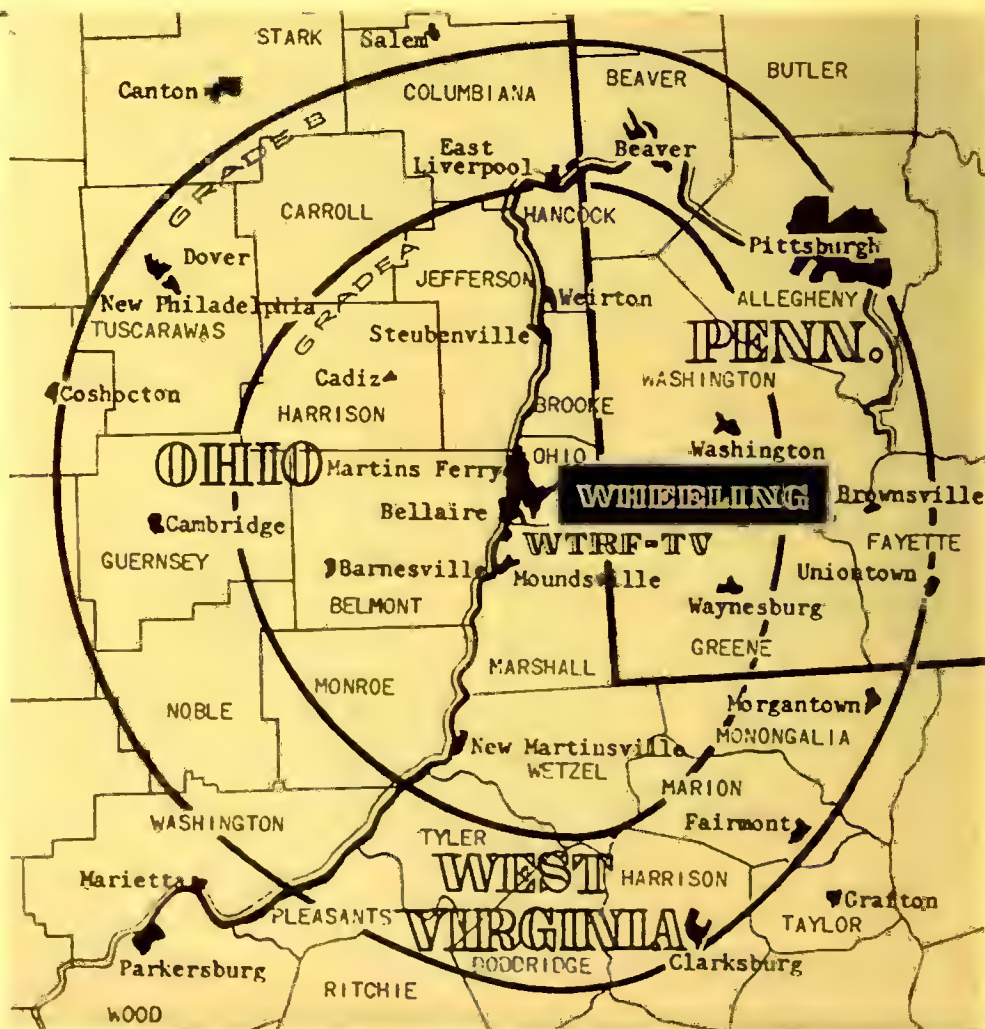 STARK
Salem
BUTLER
BEAVER
Canton
COLUMBIANA
GRADE B
East
Liverpool
Beaver
CARROLL
HANCOCK
Dover
Pittsburgh
GRADE A
JEFFERSON
New Philadelphia
Weirton
ALLEGHENY
TUSCARAWAS
Steubenville
PENN.
Cadiz
WASHINGTON
Coshocton
HARRISON
BROOKE
Washington
OHIO
Martins Ferry
OHIO
WHEELING
Brownsville
Bellaire
Cambridge
WTRF-TV
FAYETTE
GUERNSEY
Barnesville
Moundsville
Uniontown
BELMONT
Waynesburg
GREENE
MARSHALL
MONROE
Morgantown
NOBLE
MONONGALIA
New Martinsville
WETZEL
MARION
WASHINGTON
Fairmont
TYLER
WEST
VIRGINIA
HARRISON
Marietta
Grafton
PLEASANTS
TAYLOR
DODDRIDGE
Clarksburg
Parkersburg
RITCHIE
WOOD